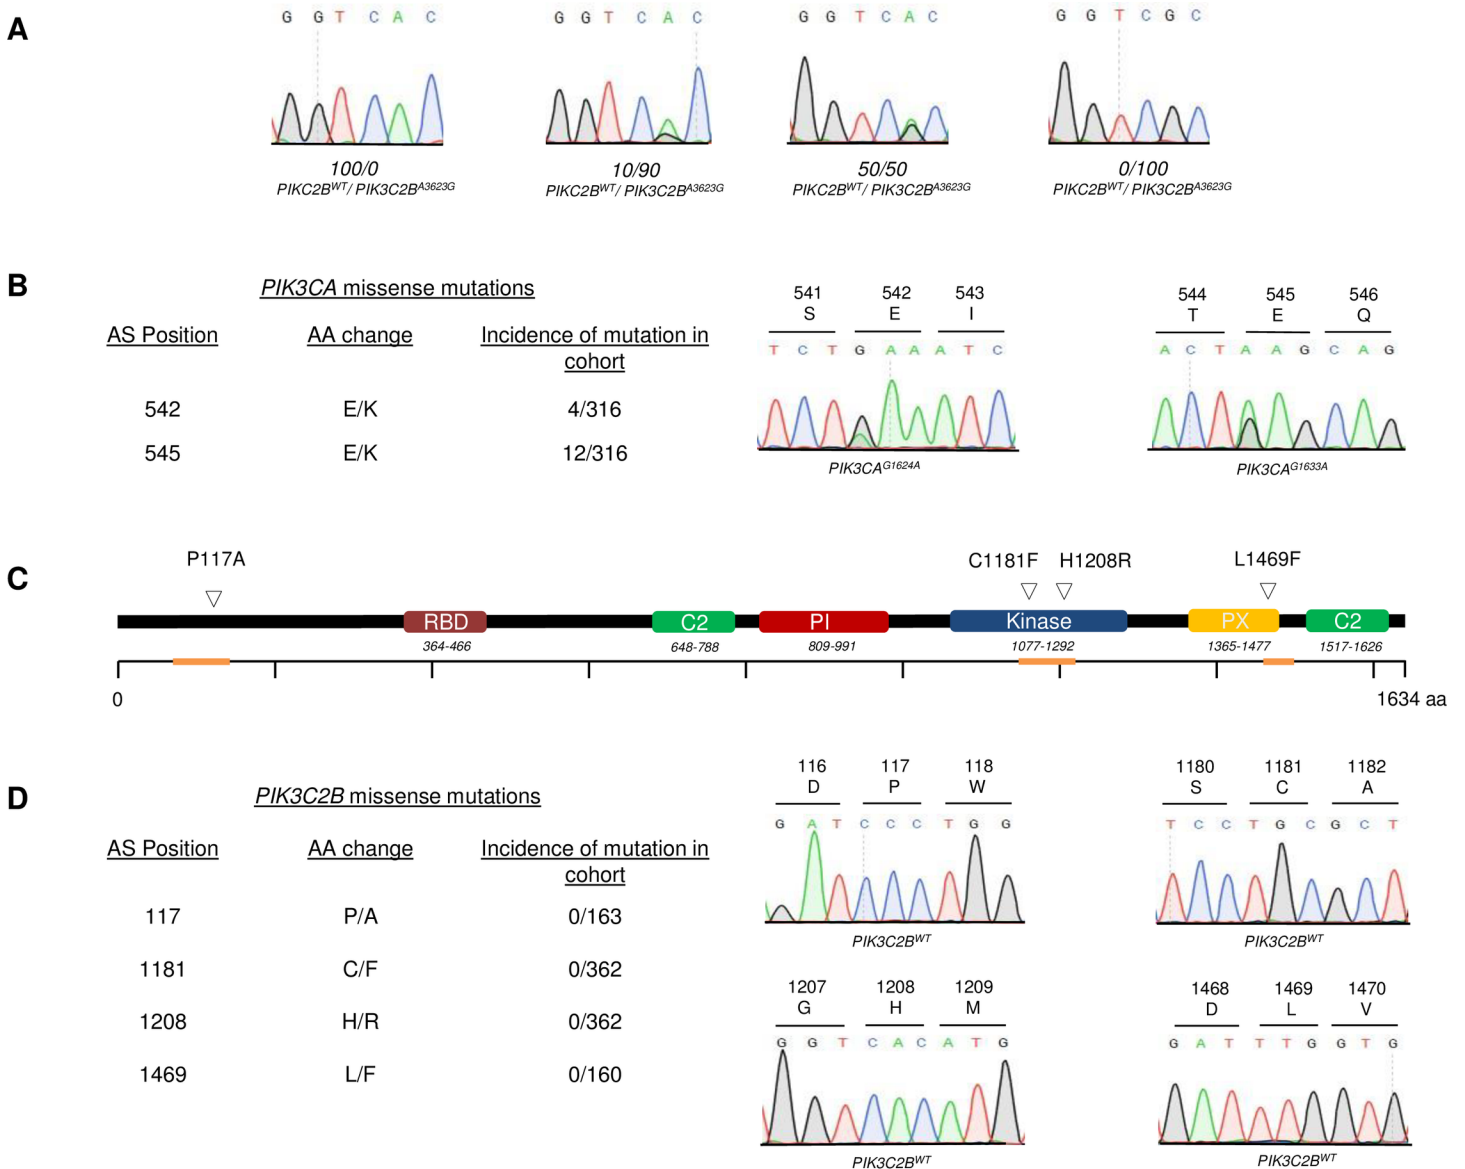 A
G G T C A C
G G T C A C
G G T C A C
G G T C G C
100/0
PIKC2B^WT/ PIK3C2B^A3623G
10/90
PIKC2B^WT/ PIK3C2B^A3623G
50/50
PIKC2B^WT/ PIK3C2B^A3623G
0/100
PIKC2B^WT/ PIK3C2B^A3623G
B
PIK3CA missense mutations
AS Position AA change Incidence of mutation in
cohort
542 E/K 4/316
545 E/K 12/316
541 542 543
S E I
T C T G A A A T C
PIK3CA^G1624A
544 545 546
T E Q
A C T A A G C A G
PIK3CA^G1633A
C
P117A C1181F H1208R L1469F
RBD C2 PI Kinase PX C2
364-466 648-788 809-991 1077-1292 1365-1477 1517-1626
0 1634 aa
D
PIK3C2B missense mutations
AS Position AA change Incidence of mutation in
cohort
117 P/A 0/163
1181 C/F 0/362
1208 H/R 0/362
1469 L/F 0/160
116 117 118
D P W
G A T C C C T G G
PIK3C2B^WT
1180 1181 1182
S C A
T C C T G C G C T
PIK3C2B^WT
1207 1208 1209
G H M
G G T C A C A T G
PIK3C2B^WT
1468 1469 1470
D L V
G A T T T G G T G
PIK3C2B^WT